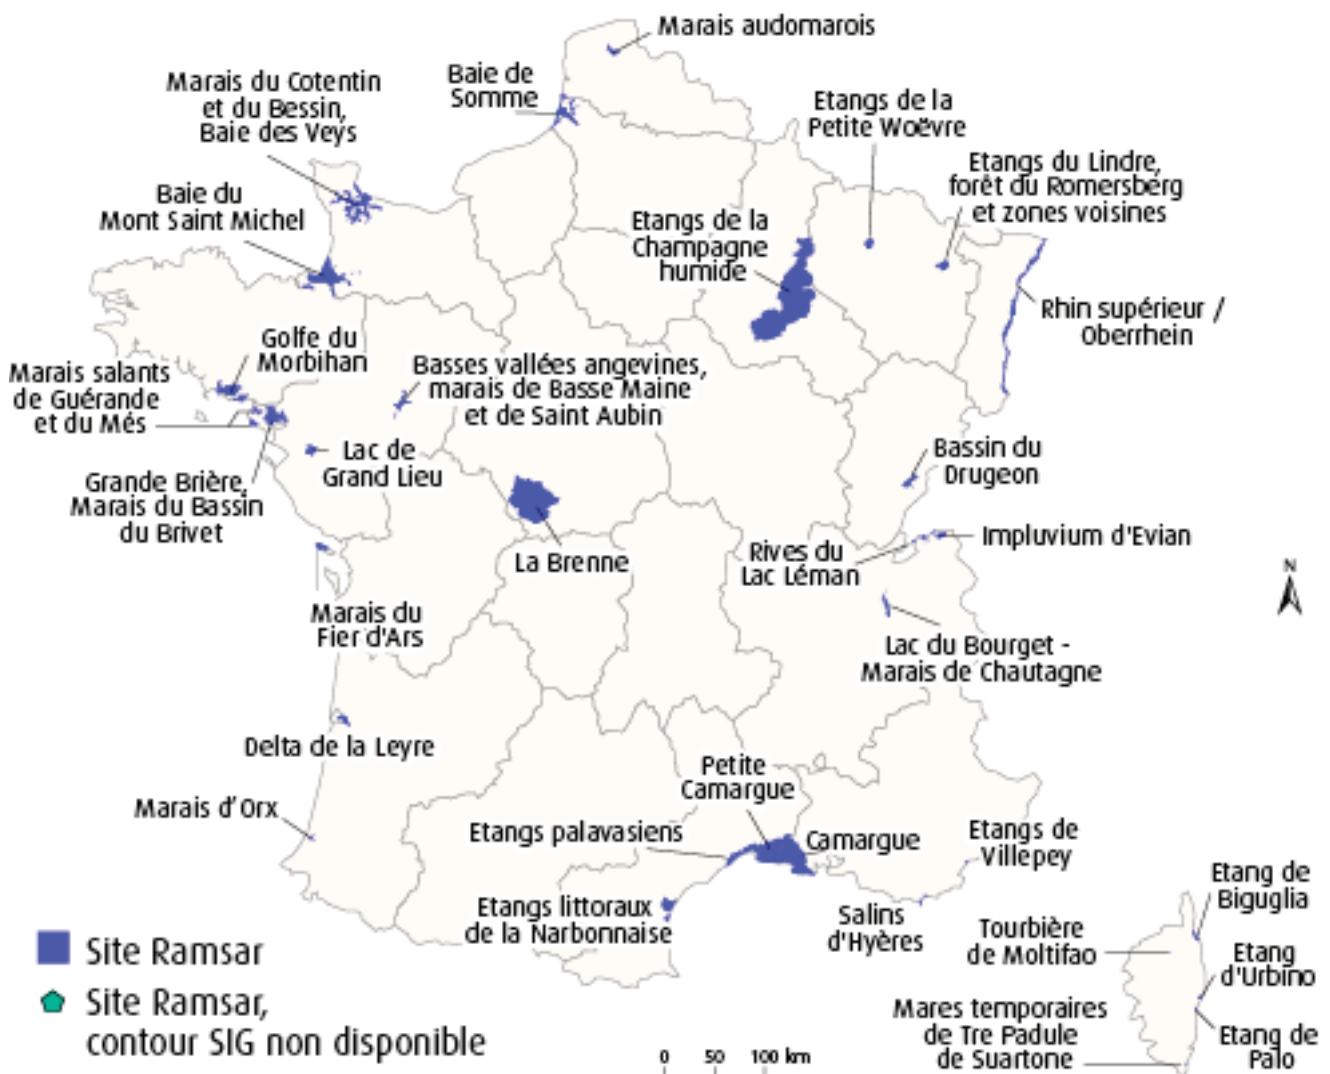 Marais audomarois
Baie de
Somme
Marais du Cotentin
et du Bessin,
Baie des Veys
Etangs de la
Petite Woëvre
Etangs du Lindre,
forêt du Romersberg
et zones voisines
Baie du
Mont Saint Michel
Etangs de la
Champagne
humide
Rhin supérieur /
Oberrhein
Golfe du
Morbihan
Basses vallées angevines,
marais de Basse Maine
et de Saint Aubin
Marais salants
de Guérande
et du Més
Lac de
Grand Lieu
Bassin du
Drugeon
Grande Brière,
Marais du Bassin
du Brivet
La Brenne
Rives du
Lac Léman
Impluvium d'Evian
N
Marais du
Fier d'Ars
Lac du Bourget -
Marais de Chautagne
Delta de la Leyre
Petite
Camargue
Marais d'Orx
Etangs palavasiens
Camargue
Etangs de
Villepey
Etang de
Biguglia
Etangs littoraux
de la Narbonnaise
Salins
d'Hyères
Tourbière
de Moltifao
Etang
d'Urbino
Mares temporaires
de Tre Padule
de Suartone
Etang de
Palo
Site Ramsar
Site Ramsar,
contour SIG non disponible
0 50 100 km